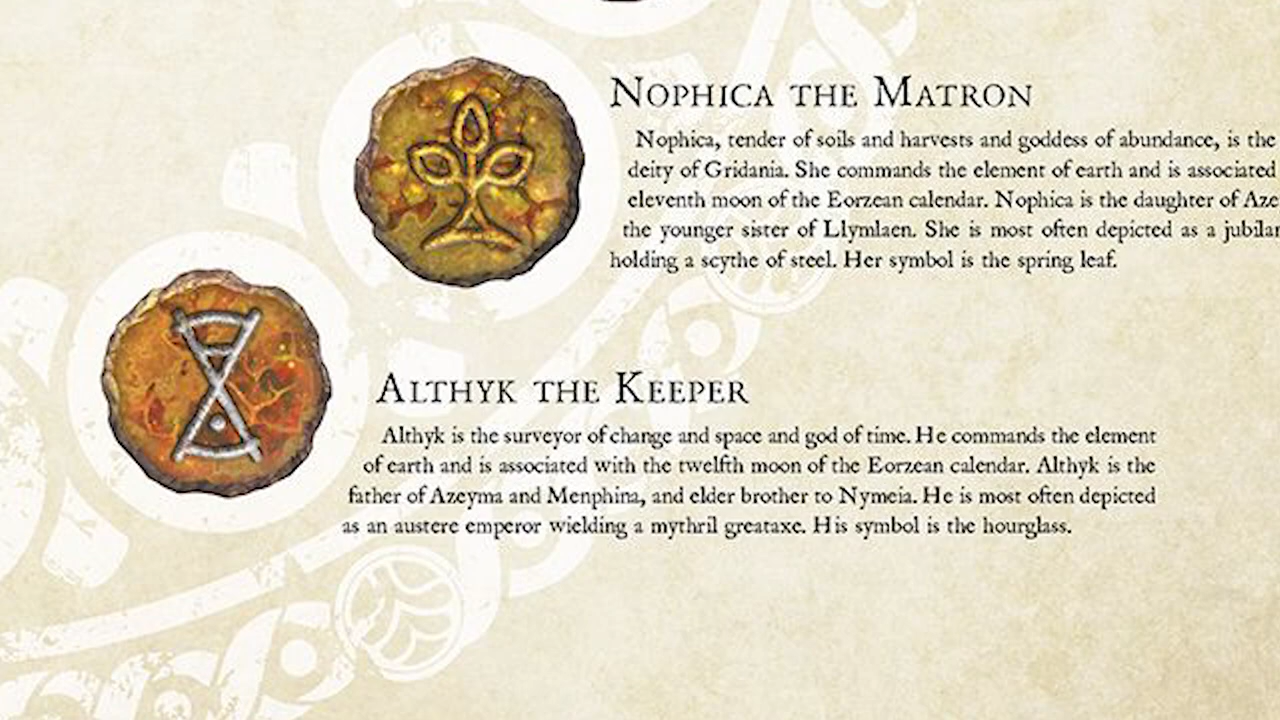 Nophica the Matron
Nophica, tender of soils and harvests and goddess of abundance, is the
deity of Gridania. She commands the element of earth and is associated
eleventh moon of the Eorzean calendar. Nophica is the daughter of Aze
the younger sister of Llymlaen. She is most often depicted as a jubilan
holding a scythe of steel. Her symbol is the spring leaf.
Althyk the Keeper
Althyk is the surveyor of change and space and god of time. He commands the element
of earth and is associated with the twelfth moon of the Eorzean calendar. Althyk is the
father of Azeyma and Menphina, and elder brother to Nymeia. He is most often depicted
as an austere emperor wielding a mythril greataxe. His symbol is the hourglass.